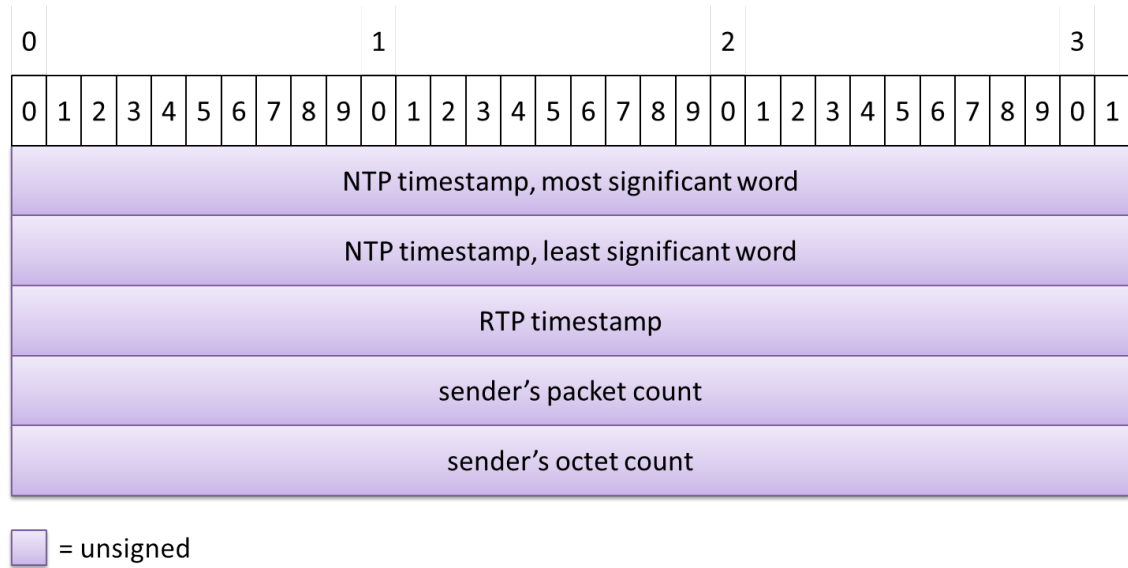 0 1 2 3
0 1 2 3 4 5 6 7 8 9 0 1 2 3 4 5 6 7 8 9 0 1 2 3 4 5 6 7 8 9 0 1
NTP timestamp, most significant word
NTP timestamp, least significant word
RTP timestamp
sender’s packet count
sender’s octet count
= unsigned